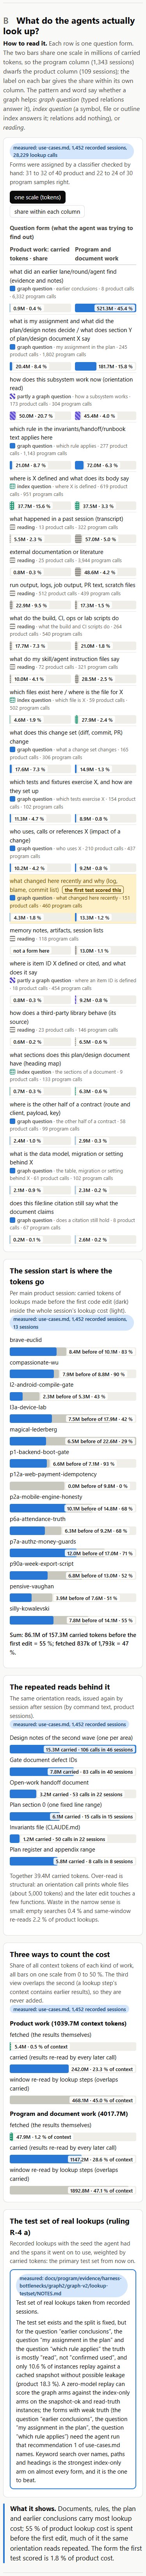 B What do the agents actually
look up?
How to read it. Each row is one question form.
The two bars share one scale in millions of carried
tokens, so the program column (1,343 sessions)
dwarfs the product column (109 sessions); the
label on each bar gives the share within its own
column. The pattern and word say whether a
graph helps: graph question (typed relations
answer it), index question (a symbol, file or outline
index answers it; relations add nothing), or
reading.
measured: use-cases.md, 1,452 recorded sessions,
28,229 lookup calls
Forms were assigned by a classifier checked by
hand: 31 to 32 of 40 product and 22 to 24 of 30
program samples right.
one scale (tokens)
share within each column
Question form (what the agent was trying to
find out)
Product work: carried tokens · share
Program and document work
what did an earlier lane/round/agent find
(evidence and notes)
graph question · earlier conclusions · 8 product calls
· 6,332 program calls
0.9M · 0.4 %
521.3M · 45.4 %
what is my assignment and what did the
plan/design notes decide / what does section Y
of plan/design document X say
graph question · my assignment in the plan · 245
product calls · 1,802 program calls
20.4M · 8.4 %
181.7M · 15.8 %
how does this subsystem work now (orientation
read)
partly a graph question · how a subsystem works ·
173 product calls · 304 program calls
50.0M · 20.7 %
45.4M · 4.0 %
which rule in the invariants/handoff/runbook
text applies here
graph question · which rule applies · 277 product
calls · 1,143 program calls
21.0M · 8.7 %
72.0M · 6.3 %
where is X defined and what does its body say
index question · where X is defined · 819 product
calls · 931 program calls
37.7M · 15.6 %
37.5M · 3.3 %
what happened in a past session (transcript)
reading · 13 product calls · 322 program calls
5.5M · 2.3 %
57.0M · 5.0 %
external documentation or literature
reading · 25 product calls · 1,944 program calls
0.8M · 0.3 %
48.6M · 4.2 %
run output, logs, job output, PR text, scratch files
reading · 512 product calls · 439 program calls
22.9M · 9.5 %
17.3M · 1.5 %
what do the build, CI, ops or lab scripts do
reading · what the build and CI scripts do · 264
product calls · 540 program calls
17.7M · 7.3 %
21.0M · 1.8 %
what do my skill/agent instruction files say
reading · 72 product calls · 321 program calls
10.0M · 4.1 %
28.5M · 2.5 %
which files exist here / where is the file for X
index question · which file is X · 59 product calls ·
302 program calls
4.6M · 1.9 %
27.9M · 2.4 %
what does this change set (diff, commit, PR)
change
graph question · what a change set changes · 165
product calls · 306 program calls
17.6M · 7.3 %
14.9M · 1.3 %
which tests and fixtures exercise X, and how are
they set up
graph question · which tests exercise X · 154 product
calls · 102 program calls
11.3M · 4.7 %
8.9M · 0.8 %
who uses, calls or references X (impact of a
change)
graph question · who uses X · 210 product calls · 437
program calls
10.2M · 4.2 %
9.2M · 0.8 %
what changed here recently and why (log,
blame, commit list) the first test scored this
graph question · what changed here recently · 151
product calls · 460 program calls
4.3M · 1.8 %
13.3M · 1.2 %
memory notes, artifacts, session lists
reading · 118 program calls
not a form here
13.0M · 1.1 %
where is item ID X defined or cited, and what
does it say
partly a graph question · where an item ID is defined
· 16 product calls · 454 program calls
0.8M · 0.3 %
9.2M · 0.8 %
how does a third-party library behave (its
source)
reading · 23 product calls · 146 program calls
0.6M · 0.2 %
6.5M · 0.6 %
what sections does this plan/design document
have (heading map)
index question · the sections of a document · 9
product calls · 133 program calls
0.7M · 0.3 %
6.3M · 0.6 %
where is the other half of a contract (route and
client, payload, key)
graph question · the other half of a contract · 58
product calls · 99 program calls
2.4M · 1.0 %
2.9M · 0.3 %
what is the data model, migration or setting
behind X
graph question · the table, migration or setting
behind X · 61 product calls · 102 program calls
2.1M · 0.9 %
2.3M · 0.2 %
does this file:line citation still say what the
document claims
graph question · does a citation still hold · 8 product
calls · 67 program calls
0.2M · 0.1 %
2.6M · 0.2 %
The session start is where the
tokens go
Per main product session: carried tokens of
lookups made before the first code edit (dark)
inside the whole session's lookup cost (light).
measured: use-cases.md, 1,452 recorded sessions,
13 sessions
brave-euclid
8.4M before of 10.1M · 83 %
compassionate-wu
7.9M before of 8.8M · 90 %
l2-android-compile-gate
2.3M before of 5.3M · 43 %
l3a-device-lab
7.5M before of 17.9M · 42 %
magical-lederberg
6.5M before of 22.6M · 29 %
p1-backend-boot-gate
6.6M before of 7.1M · 93 %
p12a-web-payment-idempotency
0.0M before of 9.8M · 0 %
p2a-mobile-engine-honesty
10.1M before of 14.8M · 68 %
p6a-attendance-truth
6.3M before of 9.2M · 68 %
p7a-authz-money-guards
12.0M before of 17.0M · 71 %
p90a-week-export-script
6.8M before of 13.0M · 52 %
pensive-vaughan
3.9M before of 7.6M · 51 %
silly-kowalevski
7.8M before of 14.1M · 55 %
Sum: 86.1M of 157.3M carried tokens before the
first edit = 55 %; fetched 837k of 1,793k = 47
%.
The repeated reads behind it
The same orientation reads, issued again by
session after session (by command text, product
sessions).
measured: use-cases.md, 1,452 recorded sessions
Design notes of the second wave (one per area)
15.3M carried · 106 calls in 46 sessions
Gate document defect IDs
7.8M carried · 83 calls in 40 sessions
Open-work handoff document
3.2M carried · 53 calls in 22 sessions
Plan section 0 (one fixed line range)
6.1M carried · 15 calls in 15 sessions
Invariants file (CLAUDE.md)
1.2M carried · 50 calls in 22 sessions
Plan register and appendix range
5.8M carried · 8 calls in 8 sessions
Together 39.4M carried tokens. Over-read is
structural: an orientation call prints whole files
(about 5,000 tokens) and the later edit touches a
few functions. Waste in the narrow sense is
small: empty searches 0.4 % and same-window
re-reads 2.2 % of product lookups.
Three ways to count the cost
Share of all context tokens of each kind of work,
all bars on one scale from 0 to 50 %. The third
view overlaps the second (a lookup step's
context contains earlier results), so they are
never added.
measured: use-cases.md, 1,452 recorded sessions
Product work (1039.7M context tokens)
fetched (the results themselves)
5.4M · 0.5 % of context
carried (results re-read by every later call)
242.0M · 23.3 % of context
window re-read by lookup steps (overlaps
carried)
468.1M · 45.0 % of context
Program and document work (4017.7M)
fetched (the results themselves)
47.9M · 1.2 % of context
carried (results re-read by every later call)
1147.2M · 28.6 % of context
window re-read by lookup steps (overlaps
carried)
1892.8M · 47.1 % of context
The test set of real lookups (ruling
R-4 a)
Recorded lookups with the seed the agent had
and the spans it went on to use, weighted by
carried tokens: the primary test set from here on.
measured: docs/program/evidence/harness-
bottlenecks/graph2/graph-v2/lookup-
testset/NOTES.md
Test set of real lookups taken from recorded
sessions.
The test set exists and the split is fixed, but
for the question "earlier conclusions", the
question "my assignment in the plan" and
the question "which rule applies" the truth
is mostly "read", not "confirmed used", and
only 10.6 % of instances replay against a
cached snapshot without possible leakage
(product 18.3 %). A zero-model replay can
score the graph arms against the index-only
arms on the snapshot-ok and read-truth
instances; the forms with weak truth (the
question "earlier conclusions", the question
"my assignment in the plan", the question
"which rule applies") need the agent run
that recommendation 1 of use-cases.md
names. Keyword search over names, paths
and headings is the strongest index-only
arm on almost every form, and it is the one
to beat.
What it shows. Documents, rules, the plan
and earlier conclusions carry most lookup
cost; 55 % of product lookup cost is spent
before the first edit, much of it the same
orientation reads repeated. The form the first
test scored is 1.8 % of product cost.